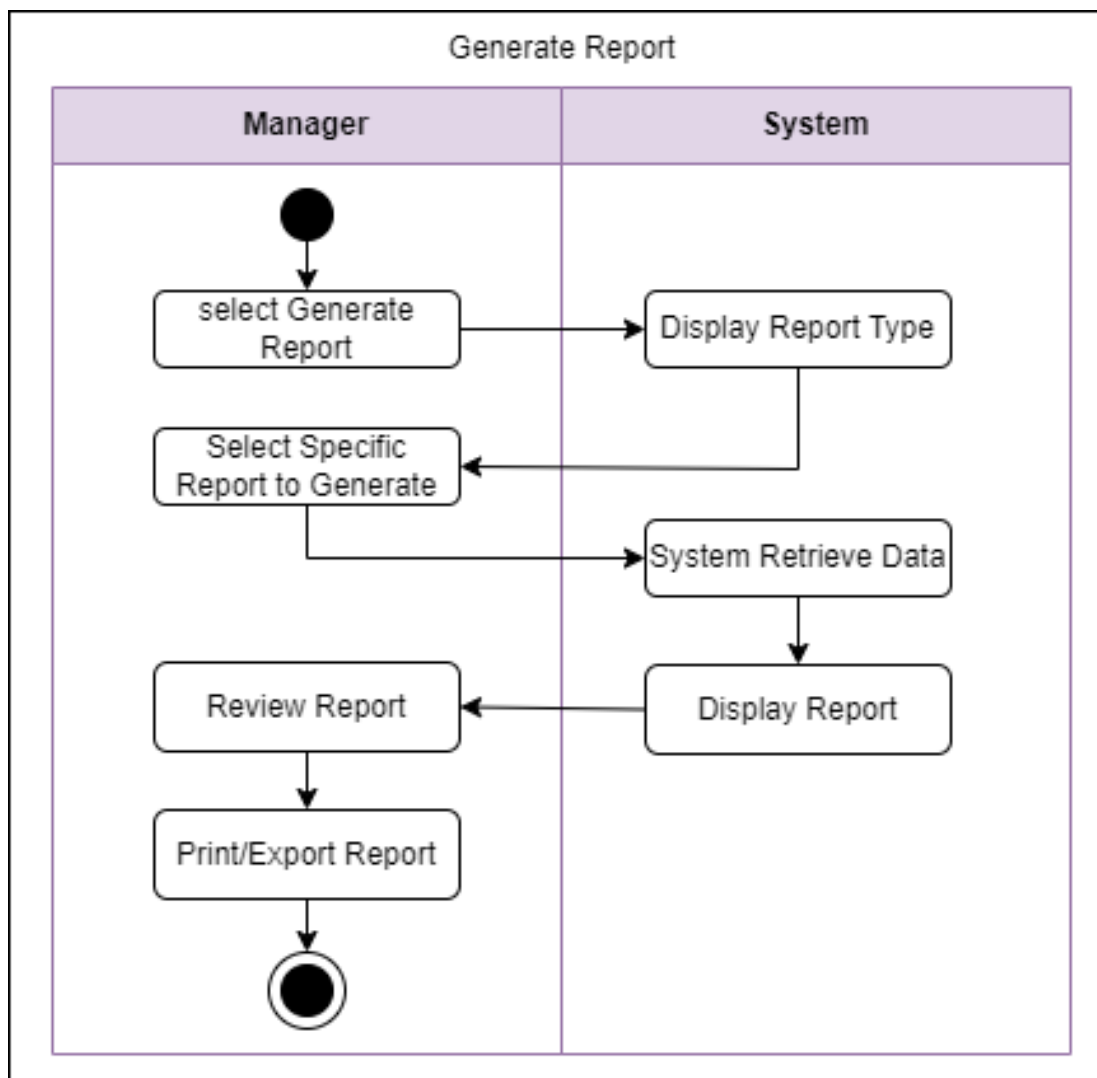 Generate Report
Manager
System
select Generate
Report
Display Report Type
Select Specific
Report to Generate
System Retrieve Data
Review Report
Display Report
Print/Export Report